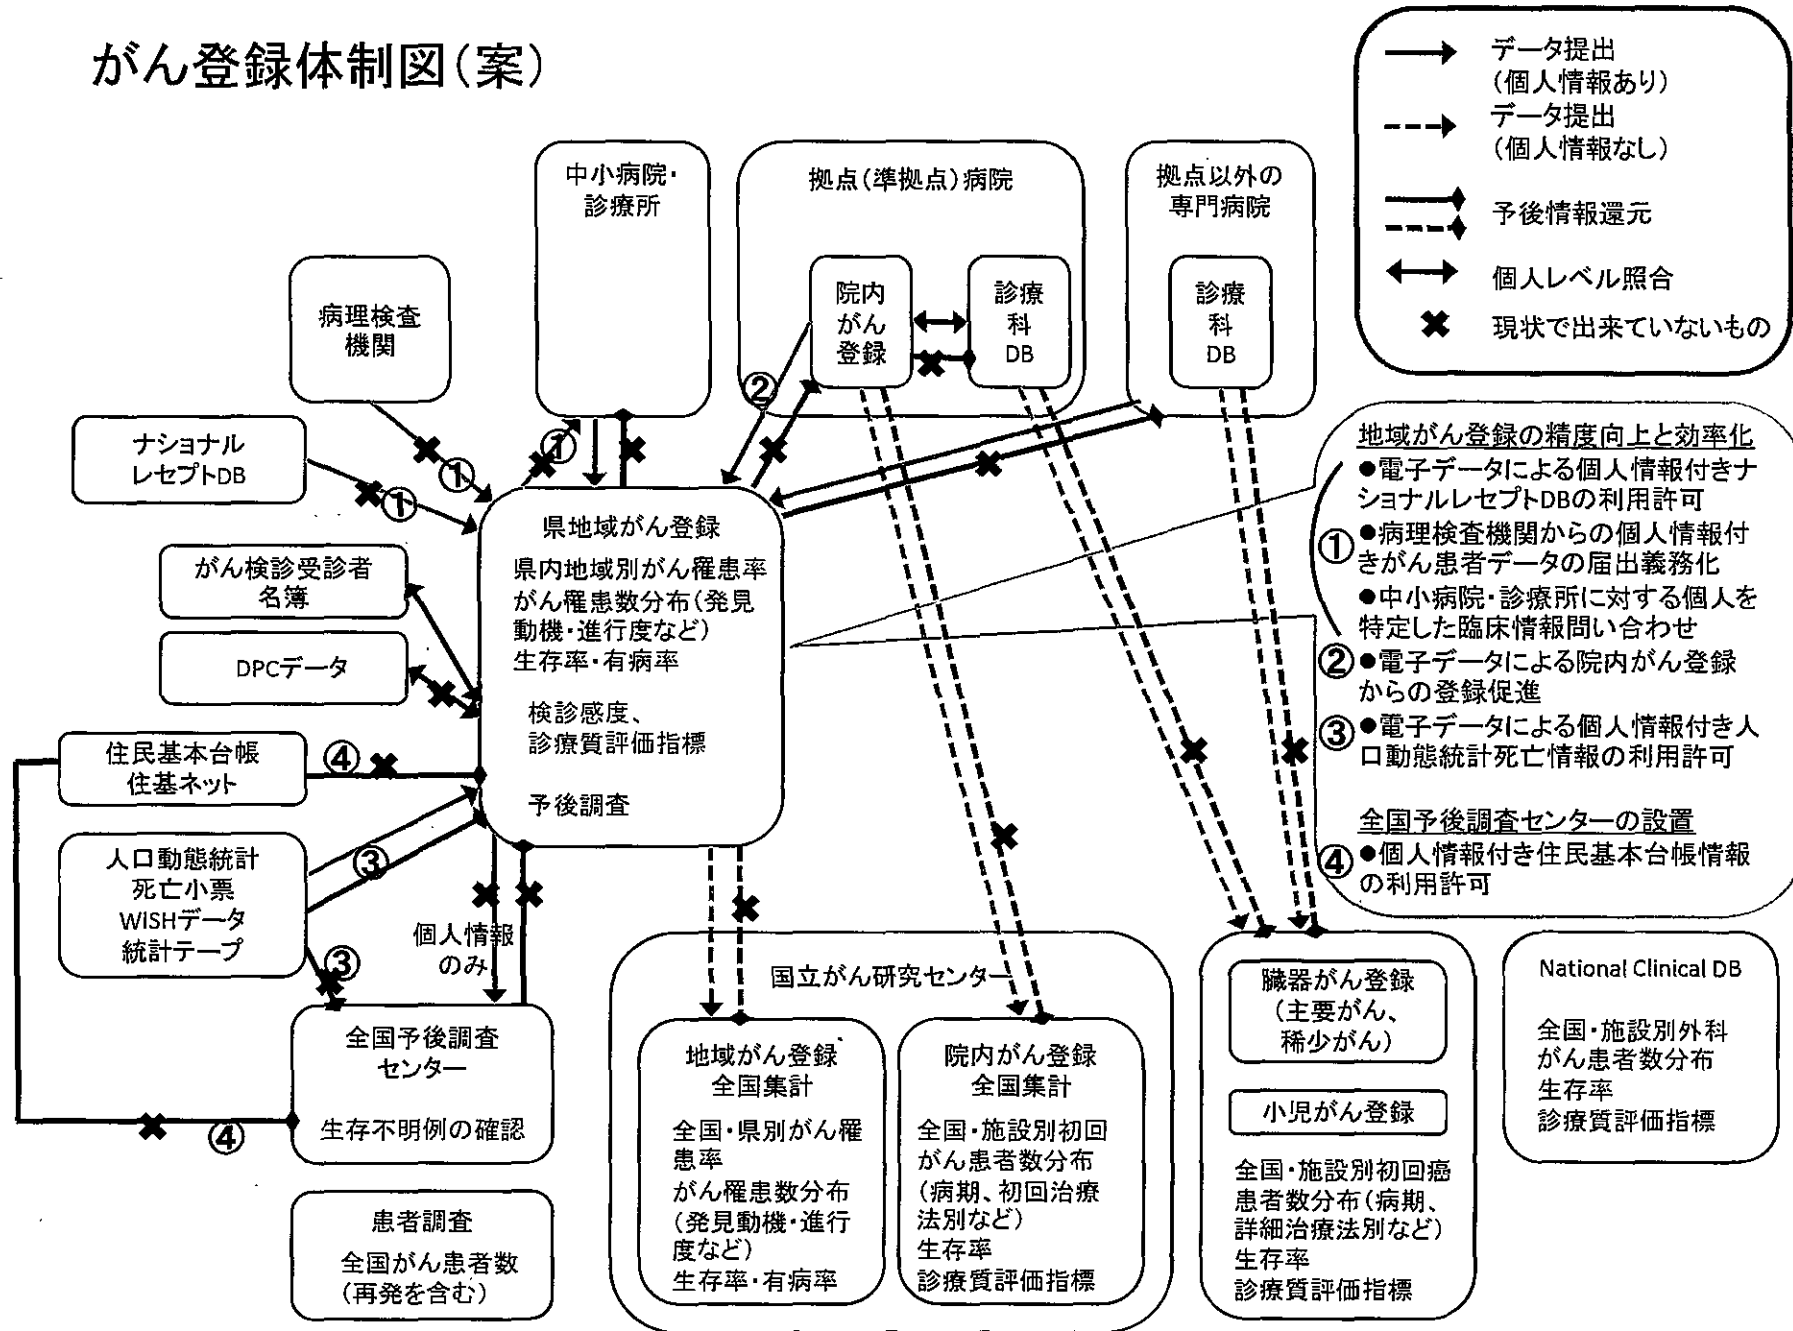 がん登録体制図(案)
データ提出
(個人情報あり)
データ提出
(個人情報なし)
予後情報還元
個人レベル照合
現状で出来ていないもの
中小病院・
診療所
拠点(準拠点)病院
拠点以外の
専門病院
院内
がん
登録
診療
科
DB
診療
科
DB
病理検査
機関
ナショナル
レセプトDB
がん検診受診者
名簿
DPCデータ
住民基本台帳
住基ネット
人口動態統計
死亡小票
WISHデータ
統計テープ
①
①
①
②
④
③
③
④
県地域がん登録
県内地域別がん罹患率
がん罹患数分布(発見
動機・進行度など)
生存率・有病率
検診感度、
診療質評価指標
予後調査
個人情報
のみ
地域がん登録の精度向上と効率化
●電子データによる個人情報付きナ
ショナルレセプトDBの利用許可
①
●病理検査機関からの個人情報付
きがん患者データの届出義務化
●中小病院・診療所に対する個人を
特定した臨床情報問い合わせ
②●電子データによる院内がん登録
からの登録促進
③●電子データによる個人情報付き人
口動態統計死亡情報の利用許可
全国予後調査センターの設置
④●個人情報付き住民基本台帳情報
の利用許可
全国予後調査
センター
生存不明例の確認
患者調査
全国がん患者数
(再発を含む)
国立がん研究センター
地域がん登録
全国集計
全国・県別がん罹
患率
がん罹患数分布
(発見動機・進行
度など)
生存率・有病率
院内がん登録
全国集計
全国・施設別初回
がん患者数分布
(病期、初回治療
法別など)
生存率
診療質評価指標
臓器がん登録
(主要がん、
稀少がん)
小児がん登録
全国・施設別初回癌
患者数分布(病期、
詳細治療法別など)
生存率
診療質評価指標
National Clinical DB
全国・施設別外科
がん患者数分布
生存率
診療質評価指標